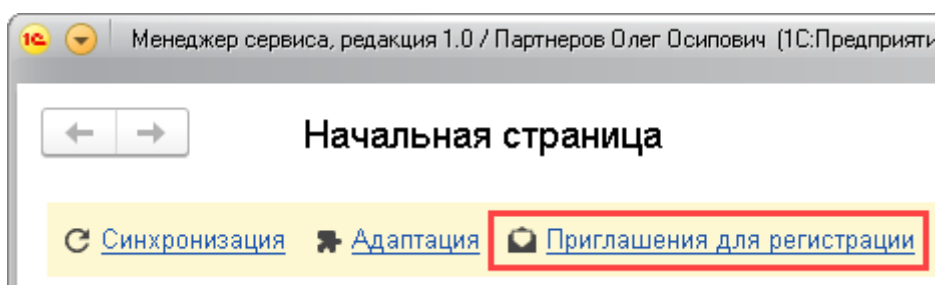 1С Менеджер сервиса, редакция 1.0 / Партнеров Олег Осипович (1С:Предприяти
Начальная страница
Синхронизация Адаптация Приглашения для регистрации